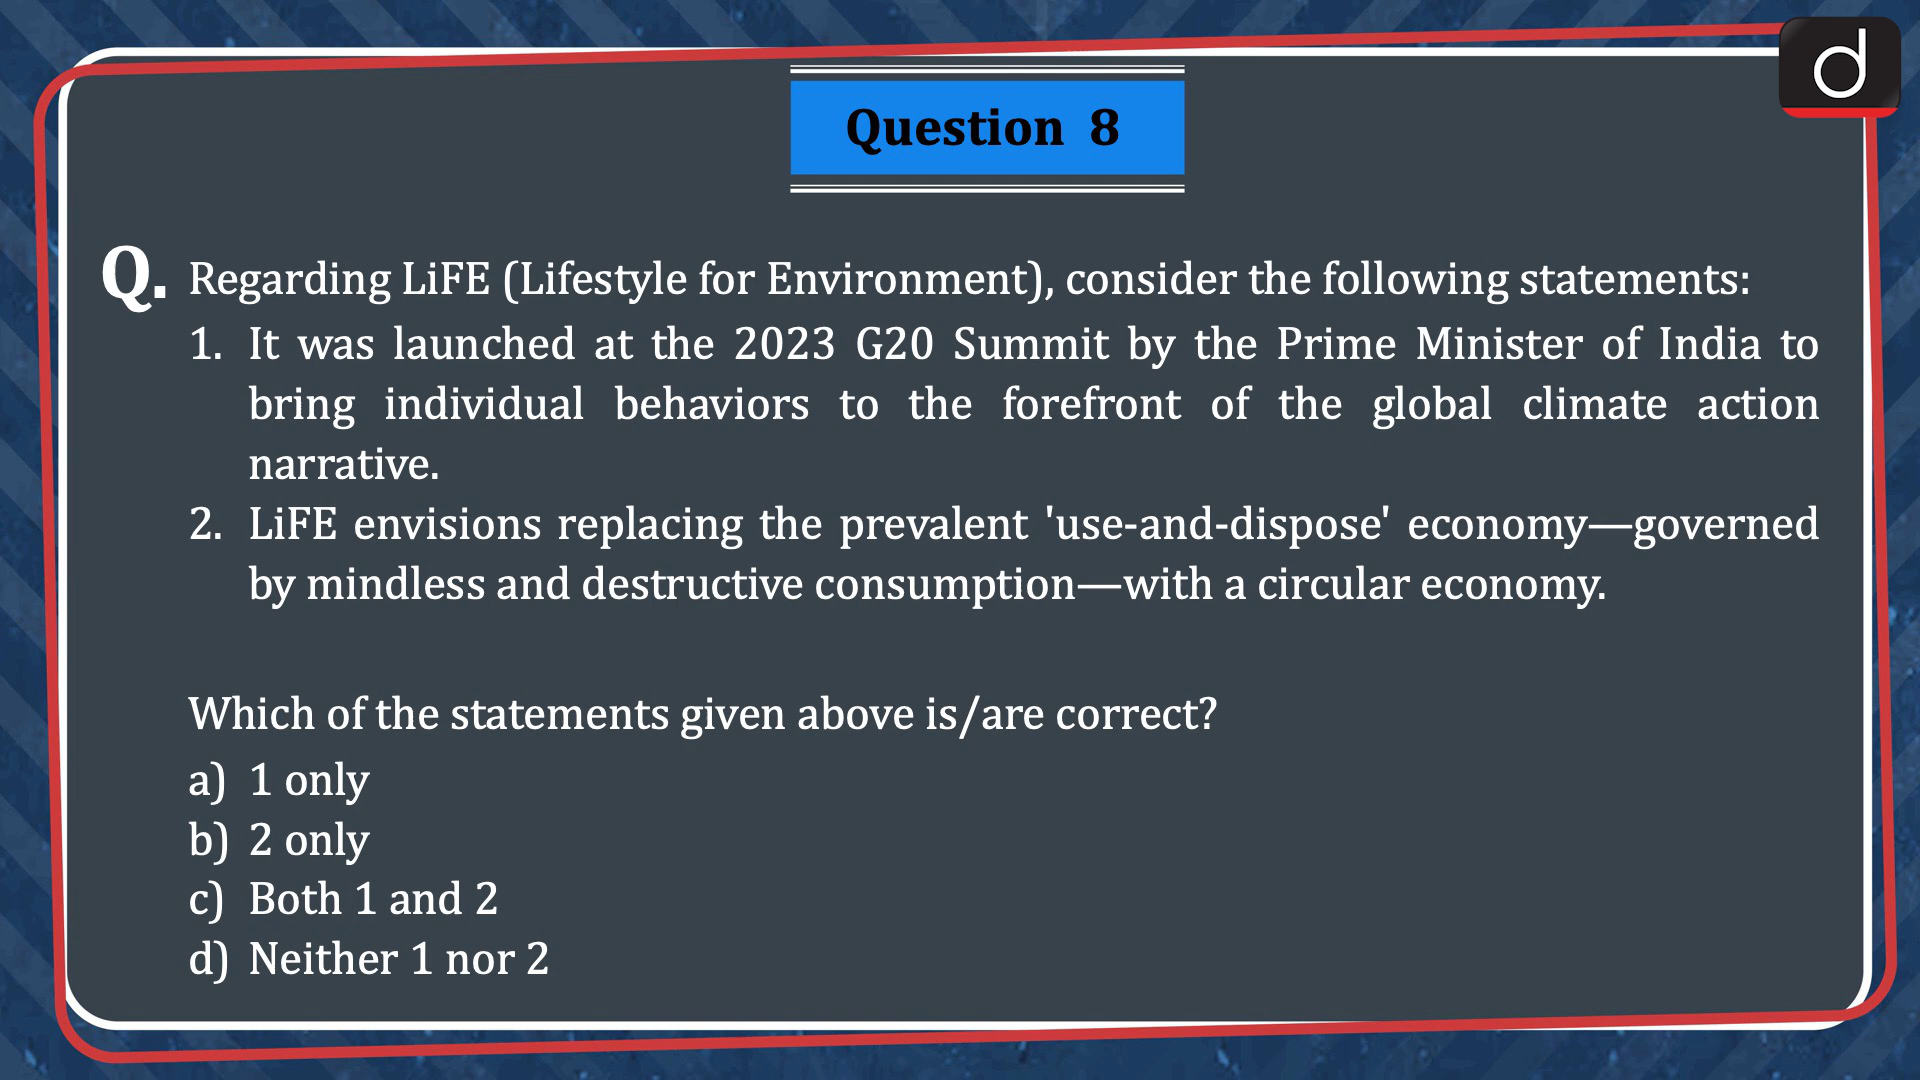 d
Question 8
Q. Regarding LiFE (Lifestyle for Environment), consider the following statements:
1. It was launched at the 2023 G20 Summit by the Prime Minister of India to
bring individual behaviors to the forefront of the global climate action
narrative.
2. LiFE envisions replacing the prevalent 'use-and-dispose' economy—governed
by mindless and destructive consumption—with a circular economy.
Which of the statements given above is/are correct?
a) 1 only
b) 2 only
c) Both 1 and 2
d) Neither 1 nor 2